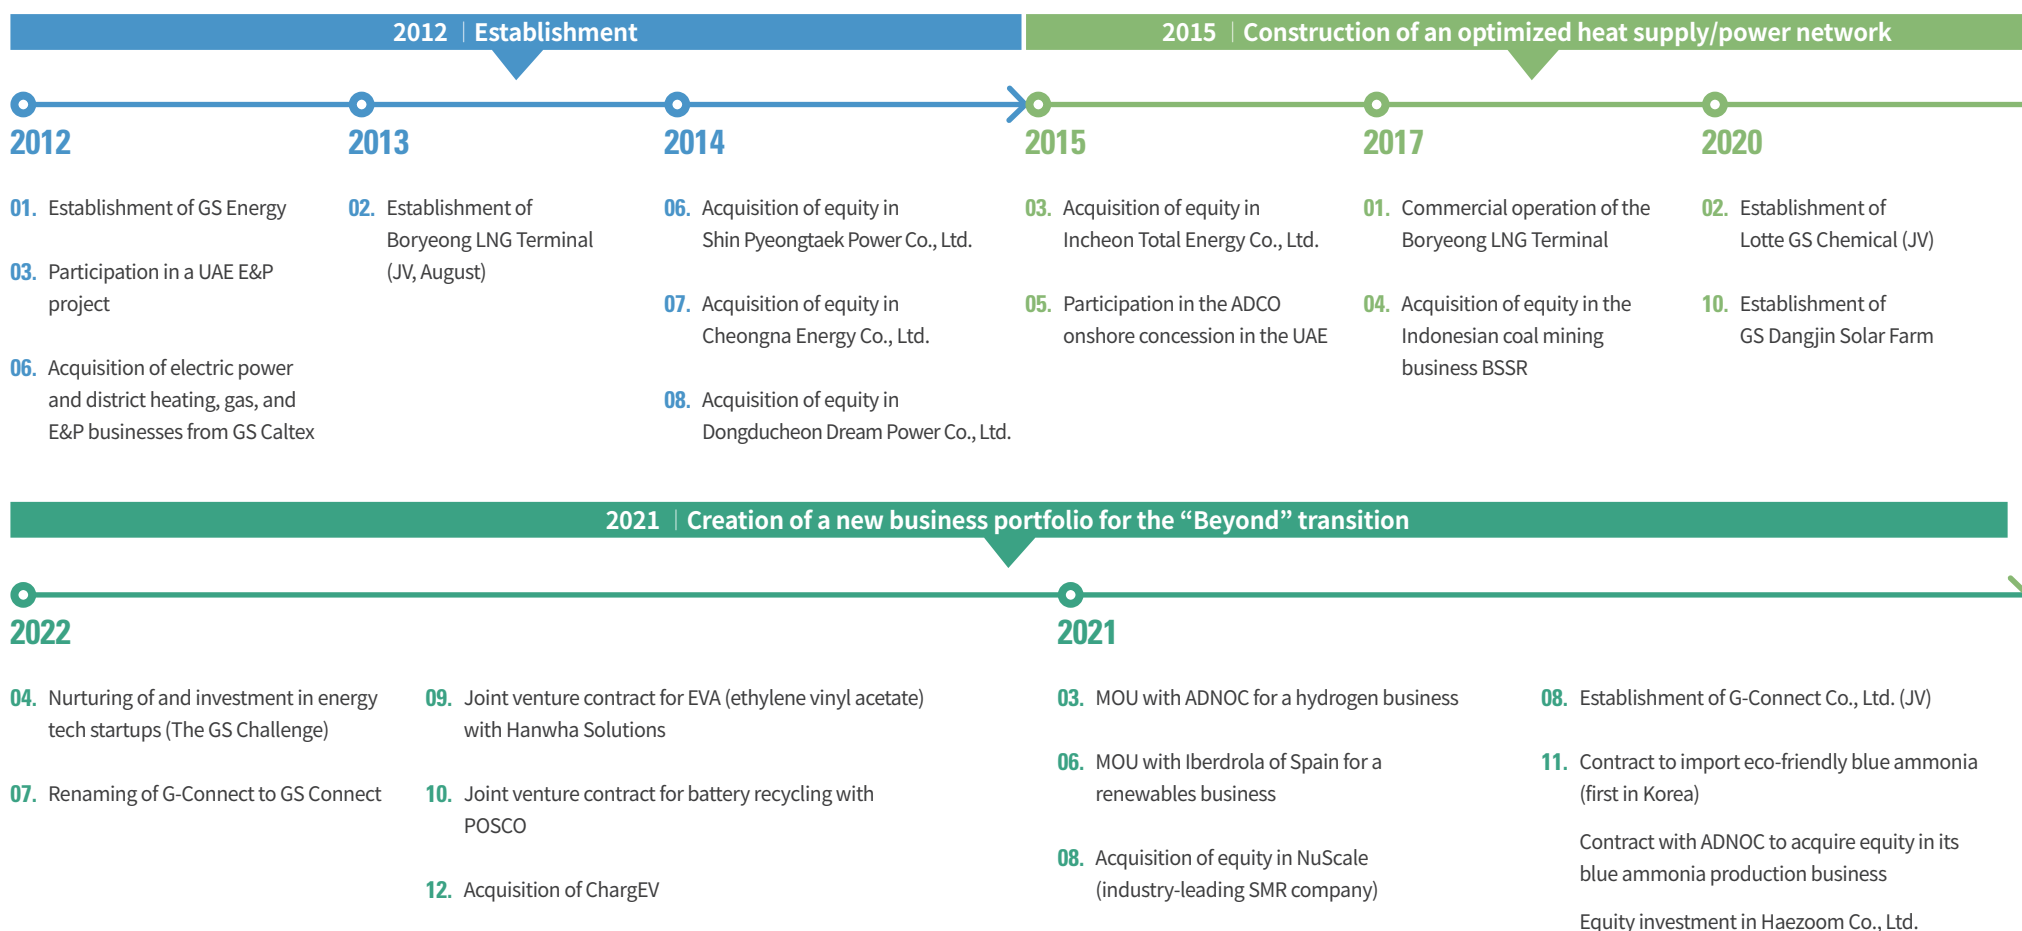 2012 | Establishment
2015 | Construction of an optimized heat supply/power network
2012
01. Establishment of GS Energy
03. Participation in a UAE E&P
project
06. Acquisition of electric power
and district heating, gas, and
E&P businesses from GS Caltex
2013
02. Establishment of
Boryeong LNG Terminal
(JV, August)
2014
06. Acquisition of equity in
Shin Pyeongtaek Power Co., Ltd.
07. Acquisition of equity in
Cheongna Energy Co., Ltd.
08. Acquisition of equity in
Dongducheon Dream Power Co., Ltd.
2015
03. Acquisition of equity in
Incheon Total Energy Co., Ltd.
05. Participation in the ADCO
onshore concession in the UAE
2017
01. Commercial operation of the
Boryeong LNG Terminal
04. Acquisition of equity in the
Indonesian coal mining
business BSSR
2020
02. Establishment of
Lotte GS Chemical (JV)
10. Establishment of
GS Dangjin Solar Farm
2021 | Creation of a new business portfolio for the “Beyond” transition
2022
04. Nurturing of and investment in energy
tech startups (The GS Challenge)
07. Renaming of G-Connect to GS Connect
09. Joint venture contract for EVA (ethylene vinyl acetate)
with Hanwha Solutions
10. Joint venture contract for battery recycling with
POSCO
12. Acquisition of ChargEV
2021
03. MOU with ADNOC for a hydrogen business
06. MOU with Iberdrola of Spain for a
renewables business
08. Acquisition of equity in NuScale
(industry-leading SMR company)
08. Establishment of G-Connect Co., Ltd. (JV)
11. Contract to import eco-friendly blue ammonia
(first in Korea)
Contract with ADNOC to acquire equity in its
blue ammonia production business
Equity investment in Haezoom Co., Ltd.